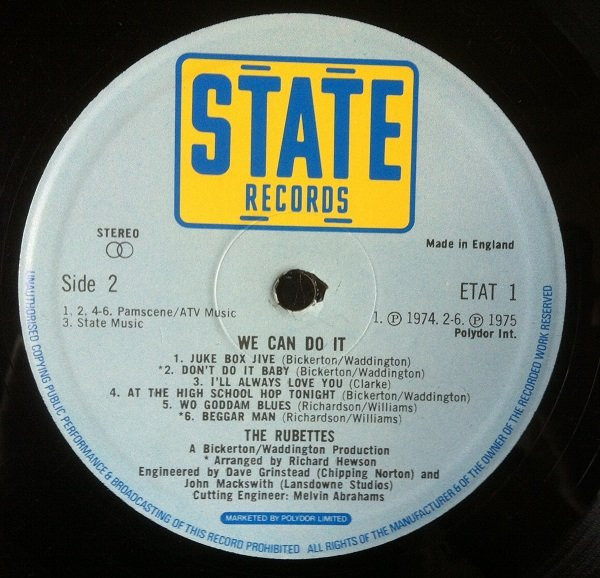 STATE
RECORDS
STEREO
Made in England
Side 2
ETAT 1
1. 2, 4-6. Pamscene/ATV Music
3. State Music
1. ℗ 1974. 2-6. ℗ 1975
Polydor Int.
WE CAN DO IT
1. JUKE BOX JIVE (Bickerton/Waddington)
*2. DON'T DO IT BABY (Bickerton/Waddington)
3. I'LL ALWAYS LOVE YOU (Clarke)
4. AT THE HIGH SCHOOL HOP TONIGHT (Bickerton/Waddington)
5. WO GODDAM BLUES (Richardson/Williams)
*6. BEGGAR MAN (Richardson/Williams)
THE RUBETTES
A Bickerton/Waddington Production
* Arranged by Richard Hewson
Engineered by Dave Grinstead (Chipping Norton) and
John Mackswith (Lansdowne Studios)
Cutting Engineer: Melvin Abrahams
MARKETED BY POLYDOR LIMITED
UNAUTHORISED COPYING PUBLIC PERFORMANCE & BROADCASTING OF THIS RECORD PROHIBITED ALL RIGHTS OF THE MANUFACTURER & OF THE OWNER OF THE RECORDED WORK RESERVED